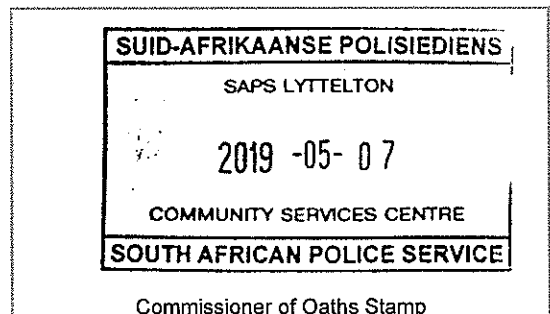 SUID-AFRIKAANSE POLISIEDIENS
SAPS LYTTELTON
2019 -05- 07
COMMUNITY SERVICES CENTRE
SOUTH AFRICAN POLICE SERVICE
Commissioner of Oaths Stamp